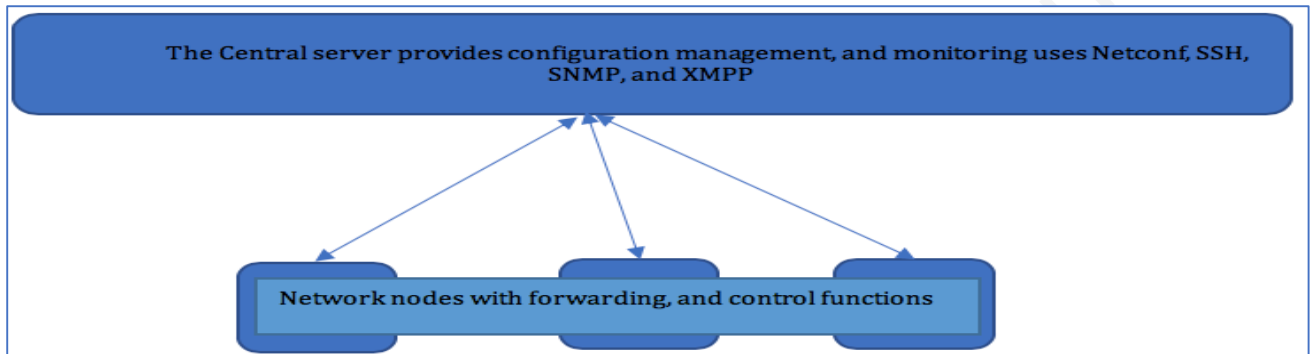 The Central server provides configuration management, and monitoring uses Netconf, SSH,
SNMP, and XMPP
Network nodes with forwarding, and control functions